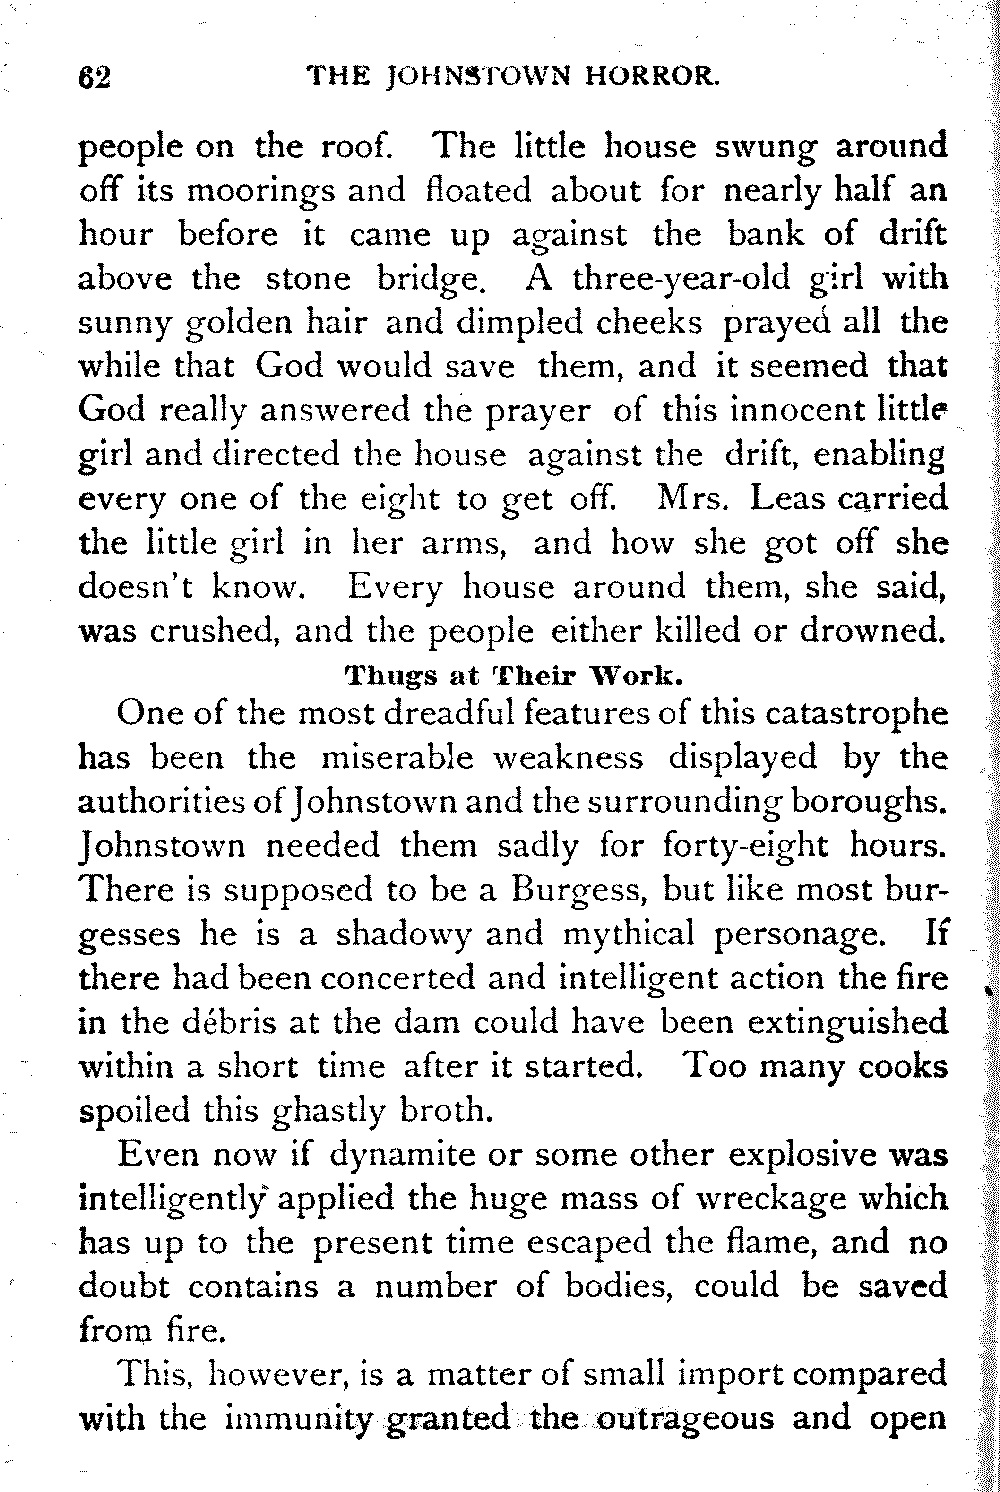 62 THE JOHNSTOWN HORROR.
people on the roof. The little house swung around
off its moorings and floated about for nearly half an
hour before it came up against the bank of drift
above the stone bridge. A three-year-old girl with
sunny golden hair and dimpled cheeks prayed all the
while that God would save them, and it seemed that
God really answered the prayer of this innocent little
girl and directed the house against the drift, enabling
every one of the eight to get off. Mrs. Leas carried
the little girl in her arms, and how she got off she
doesn't know. Every house around them, she said,
was crushed, and the people either killed or drowned.
Thugs at Their Work.
One of the most dreadful features of this catastrophe
has been the miserable weakness displayed by the
authorities of Johnstown and the surrounding boroughs.
Johnstown needed them sadly for forty-eight hours.
There is supposed to be a Burgess, but like most bur-
gesses he is a shadowy and mythical personage. If
there had been concerted and intelligent action the fire
in the débris at the dam could have been extinguished
within a short time after it started. Too many cooks
spoiled this ghastly broth.
Even now if dynamite or some other explosive was
intelligently applied the huge mass of wreckage which
has up to the present time escaped the flame, and no
doubt contains a number of bodies, could be saved
from fire.
This, however, is a matter of small import compared
with the immunity granted the outrageous and open